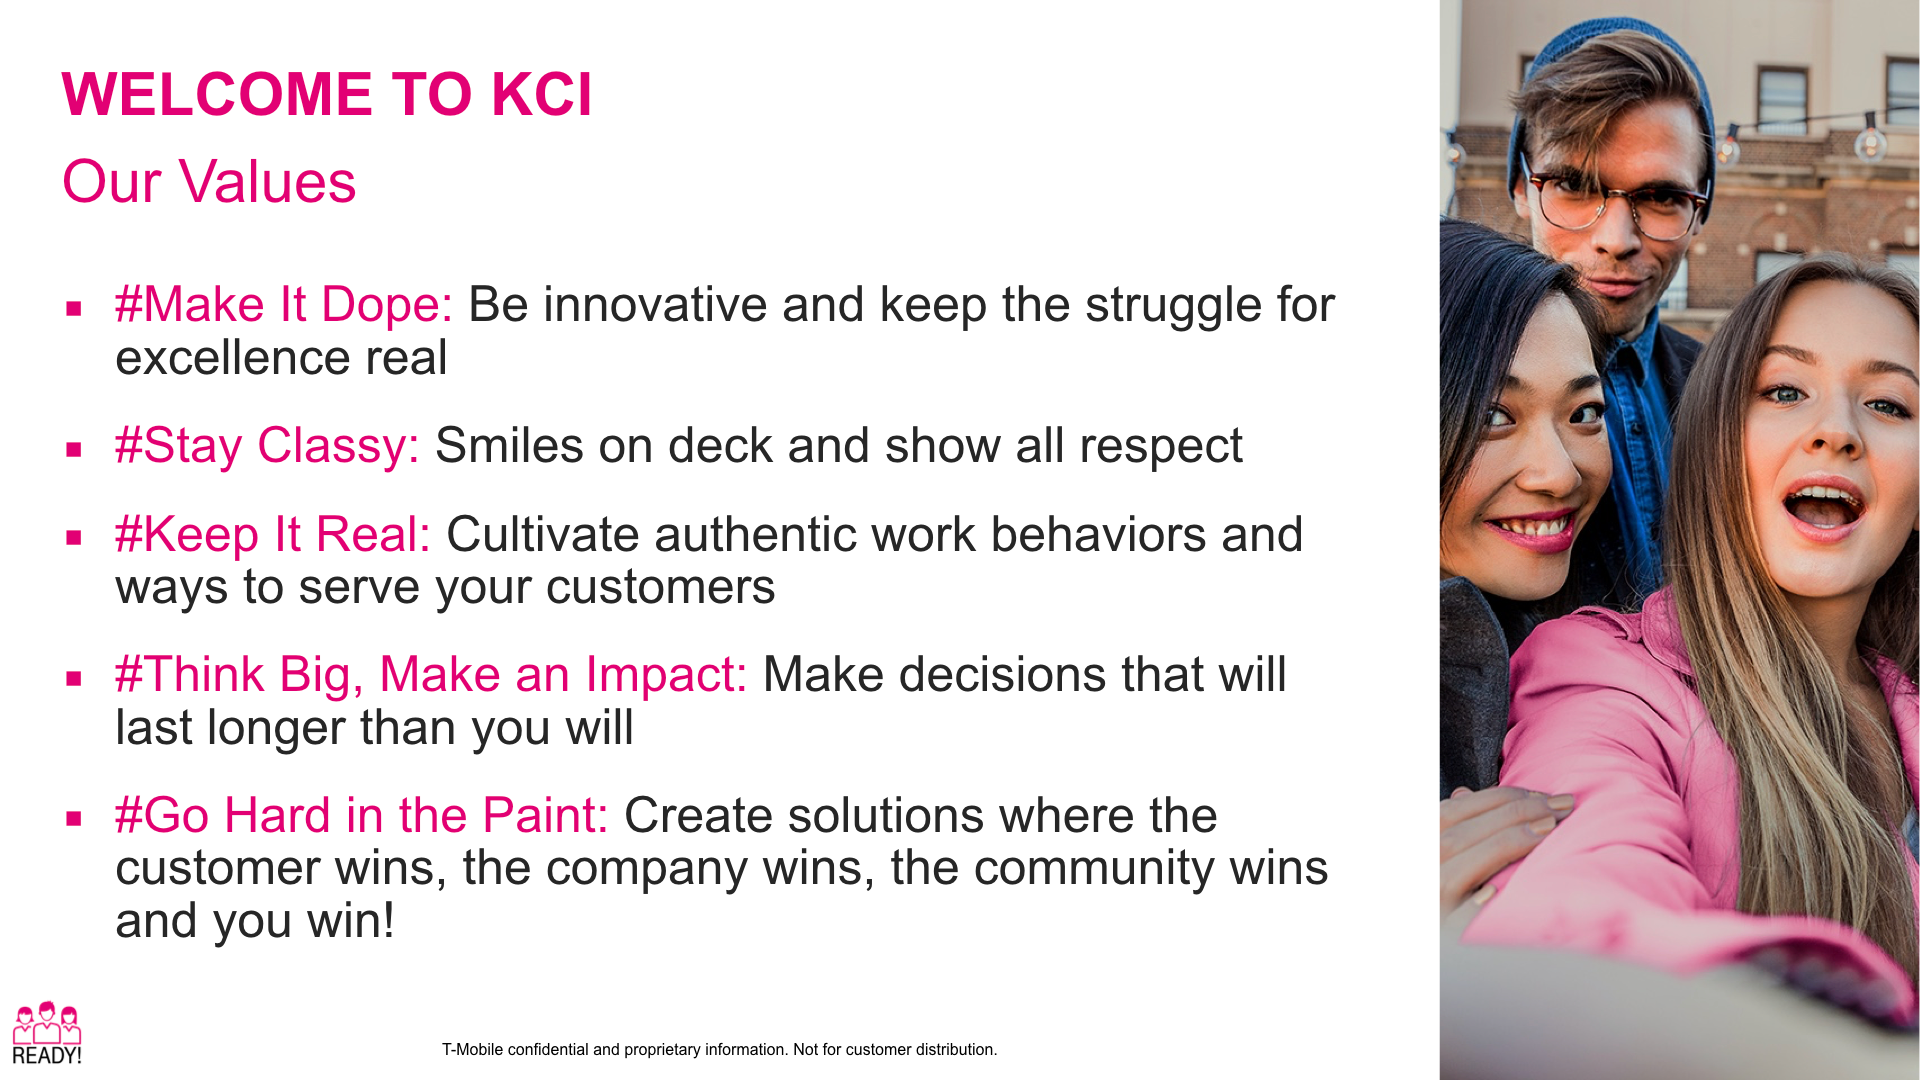 WELCOME TO KCI
Our Values
▪ #Make It Dope: Be innovative and keep the struggle for
excellence real
▪ #Stay Classy: Smiles on deck and show all respect
▪ #Keep It Real: Cultivate authentic work behaviors and
ways to serve your customers
▪ #Think Big, Make an Impact: Make decisions that will
last longer than you will
▪ #Go Hard in the Paint: Create solutions where the
customer wins, the company wins, the community wins
and you win!
READY!
T-Mobile confidential and proprietary information. Not for customer distribution.